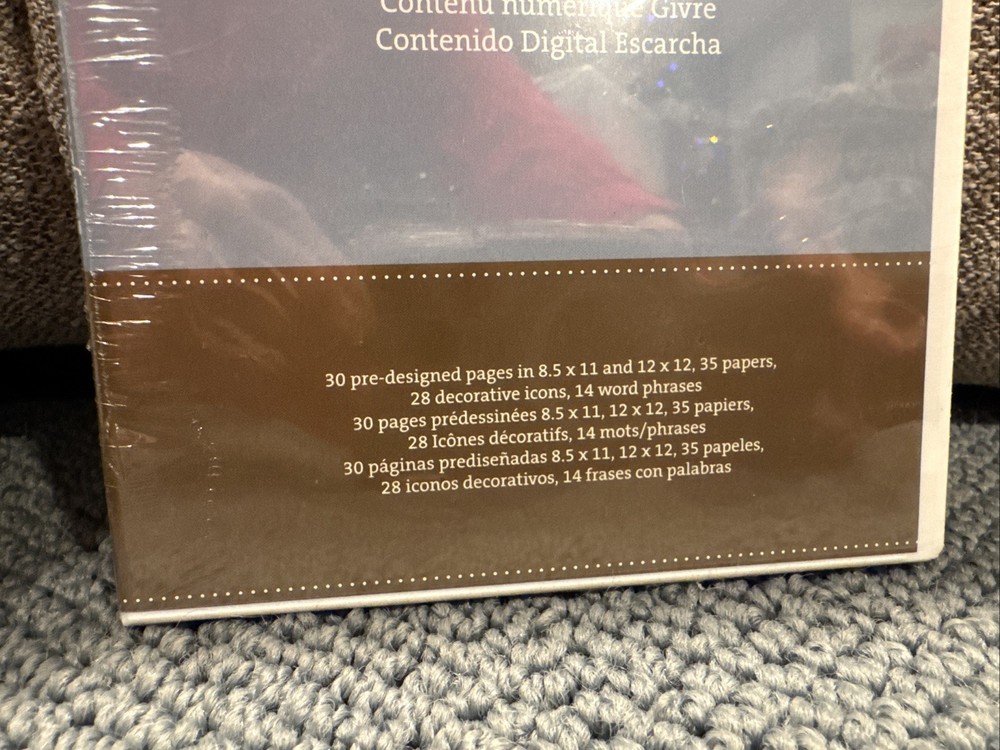 Contenu numérique Givre
Contenido Digital Escarcha
30 pre-designed pages in 8.5 x 11 and 12 x 12, 35 papers,
28 decorative icons, 14 word phrases
30 pages prédessinées 8.5 x 11, 12 x 12, 35 papiers,
28 Icônes décoratifs, 14 mots/phrases
30 páginas prediseñadas 8.5 x 11, 12 x 12, 35 papeles,
28 iconos decorativos, 14 frases con palabras